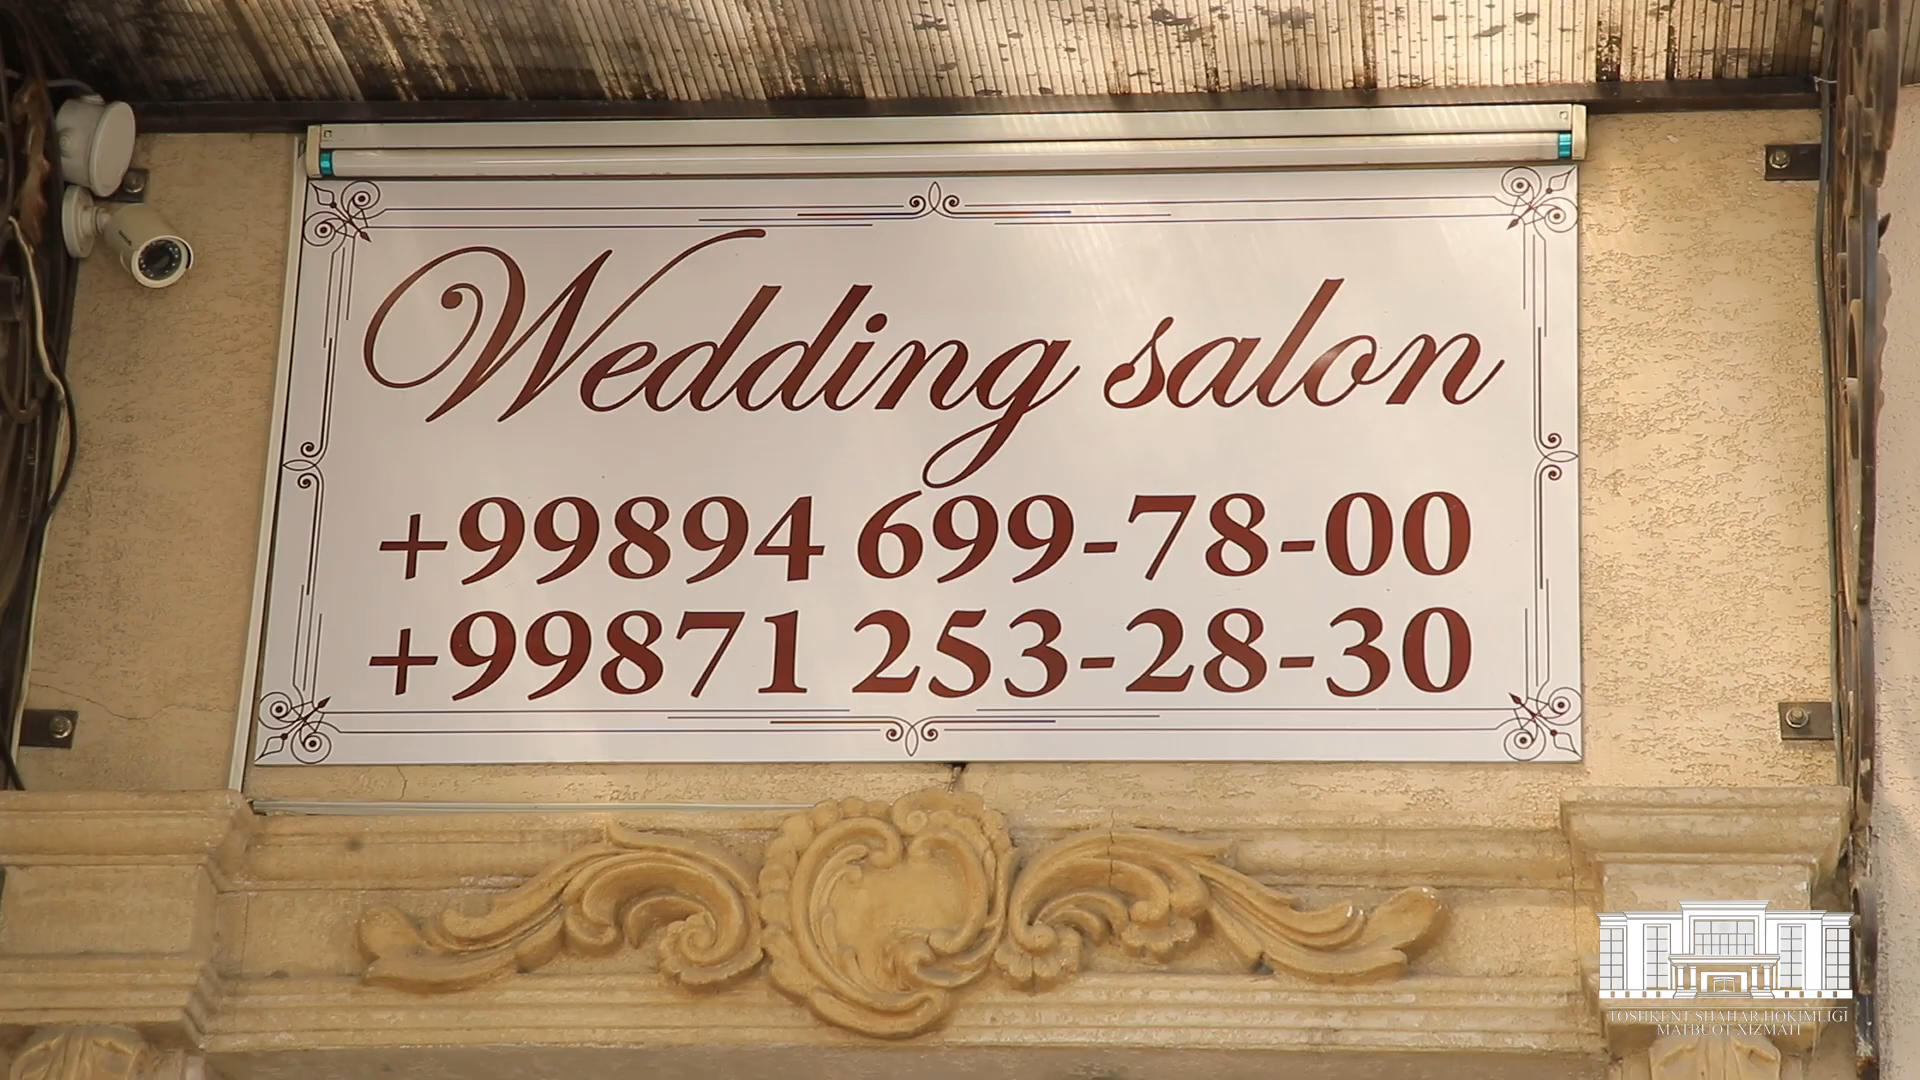 Wedding salon
+99894 699-78-00
+99871 253-28-30
TOSHKENT SHAHAR HOKIMLIGI
MATBUOT XIZMATI